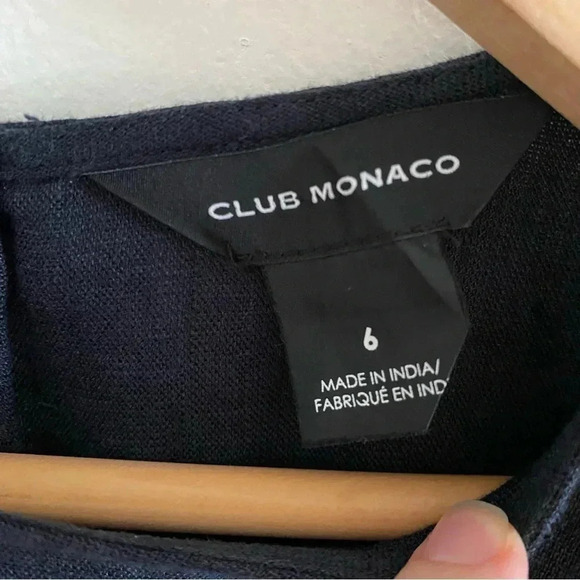 CLUB MONACO
6
MADE IN INDIA/
FABRIQUÉ EN IND